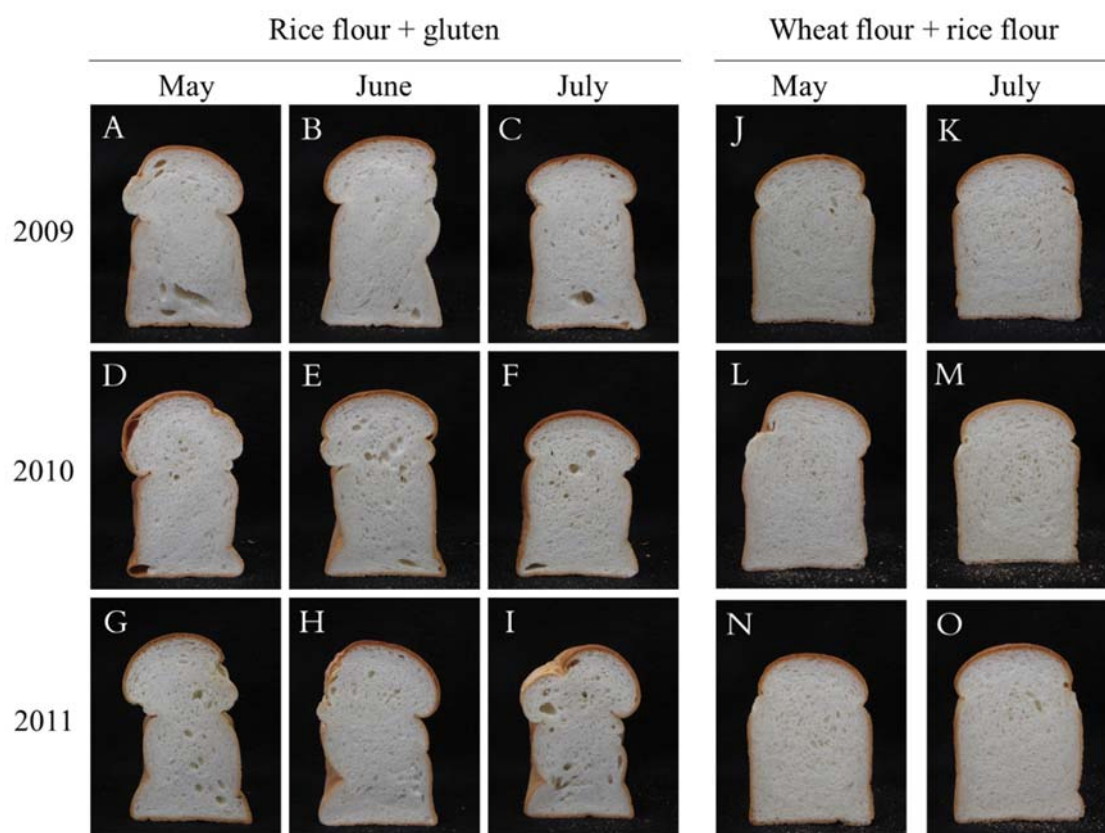 Rice flour + gluten Wheat flour + rice flour
May June July May July
A B C J K
2009
D E F L M
2010
G H I N O
2011